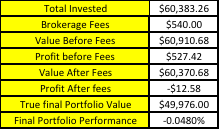 Total Invested $60,383.26
Brokerage Fees $540.00
Value Before Fees $60,910.68
Profit before Fees $527.42
Value After Fees $60,370.68
Profit After fees -$12.58
True final Portfolio Value $49,976.00
Final Portfolio Performance -0.0480%